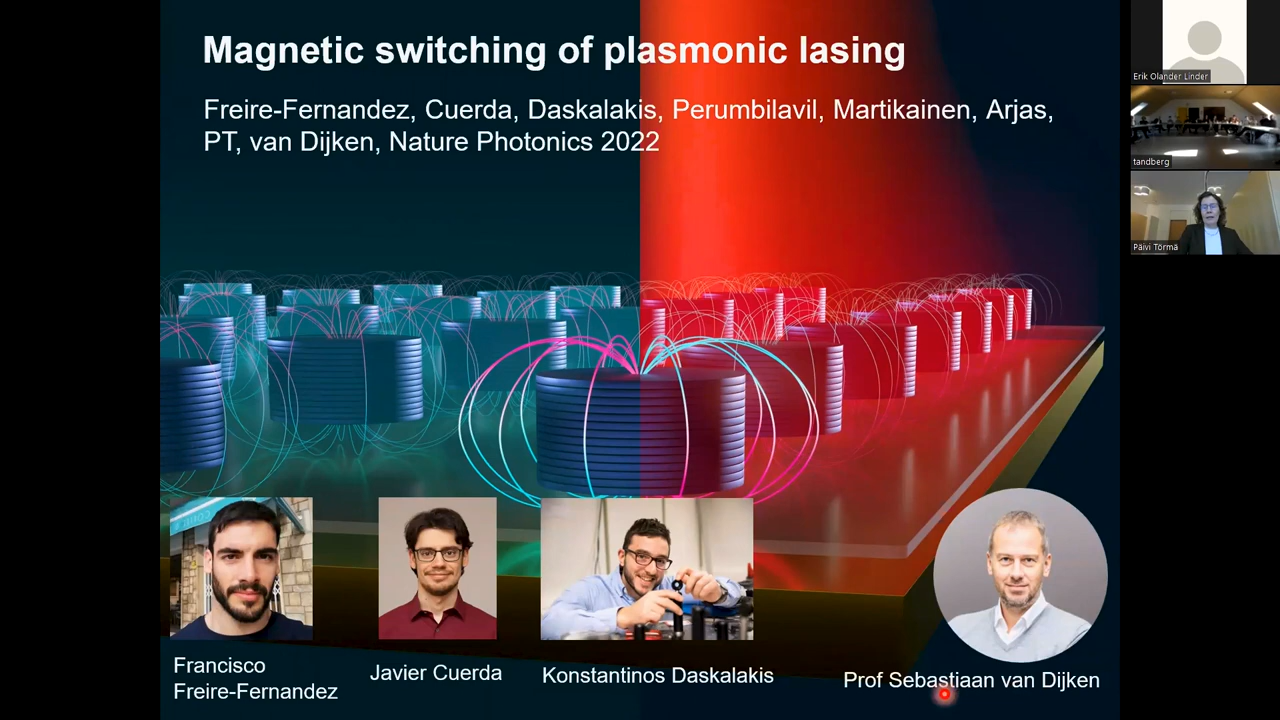 Magnetic switching of plasmonic lasing
Freire-Fernandez, Cuerda, Daskalakis, Perumbilavil, Martikainen, Arjas,
PT, van Dijken, Nature Photonics 2022
Erik Olander Linder
tandberg
Päivi Törmä
Francisco
Freire-Fernandez
Javier Cuerda
Konstantinos Daskalakis
Prof Sebastiaan van Dijken